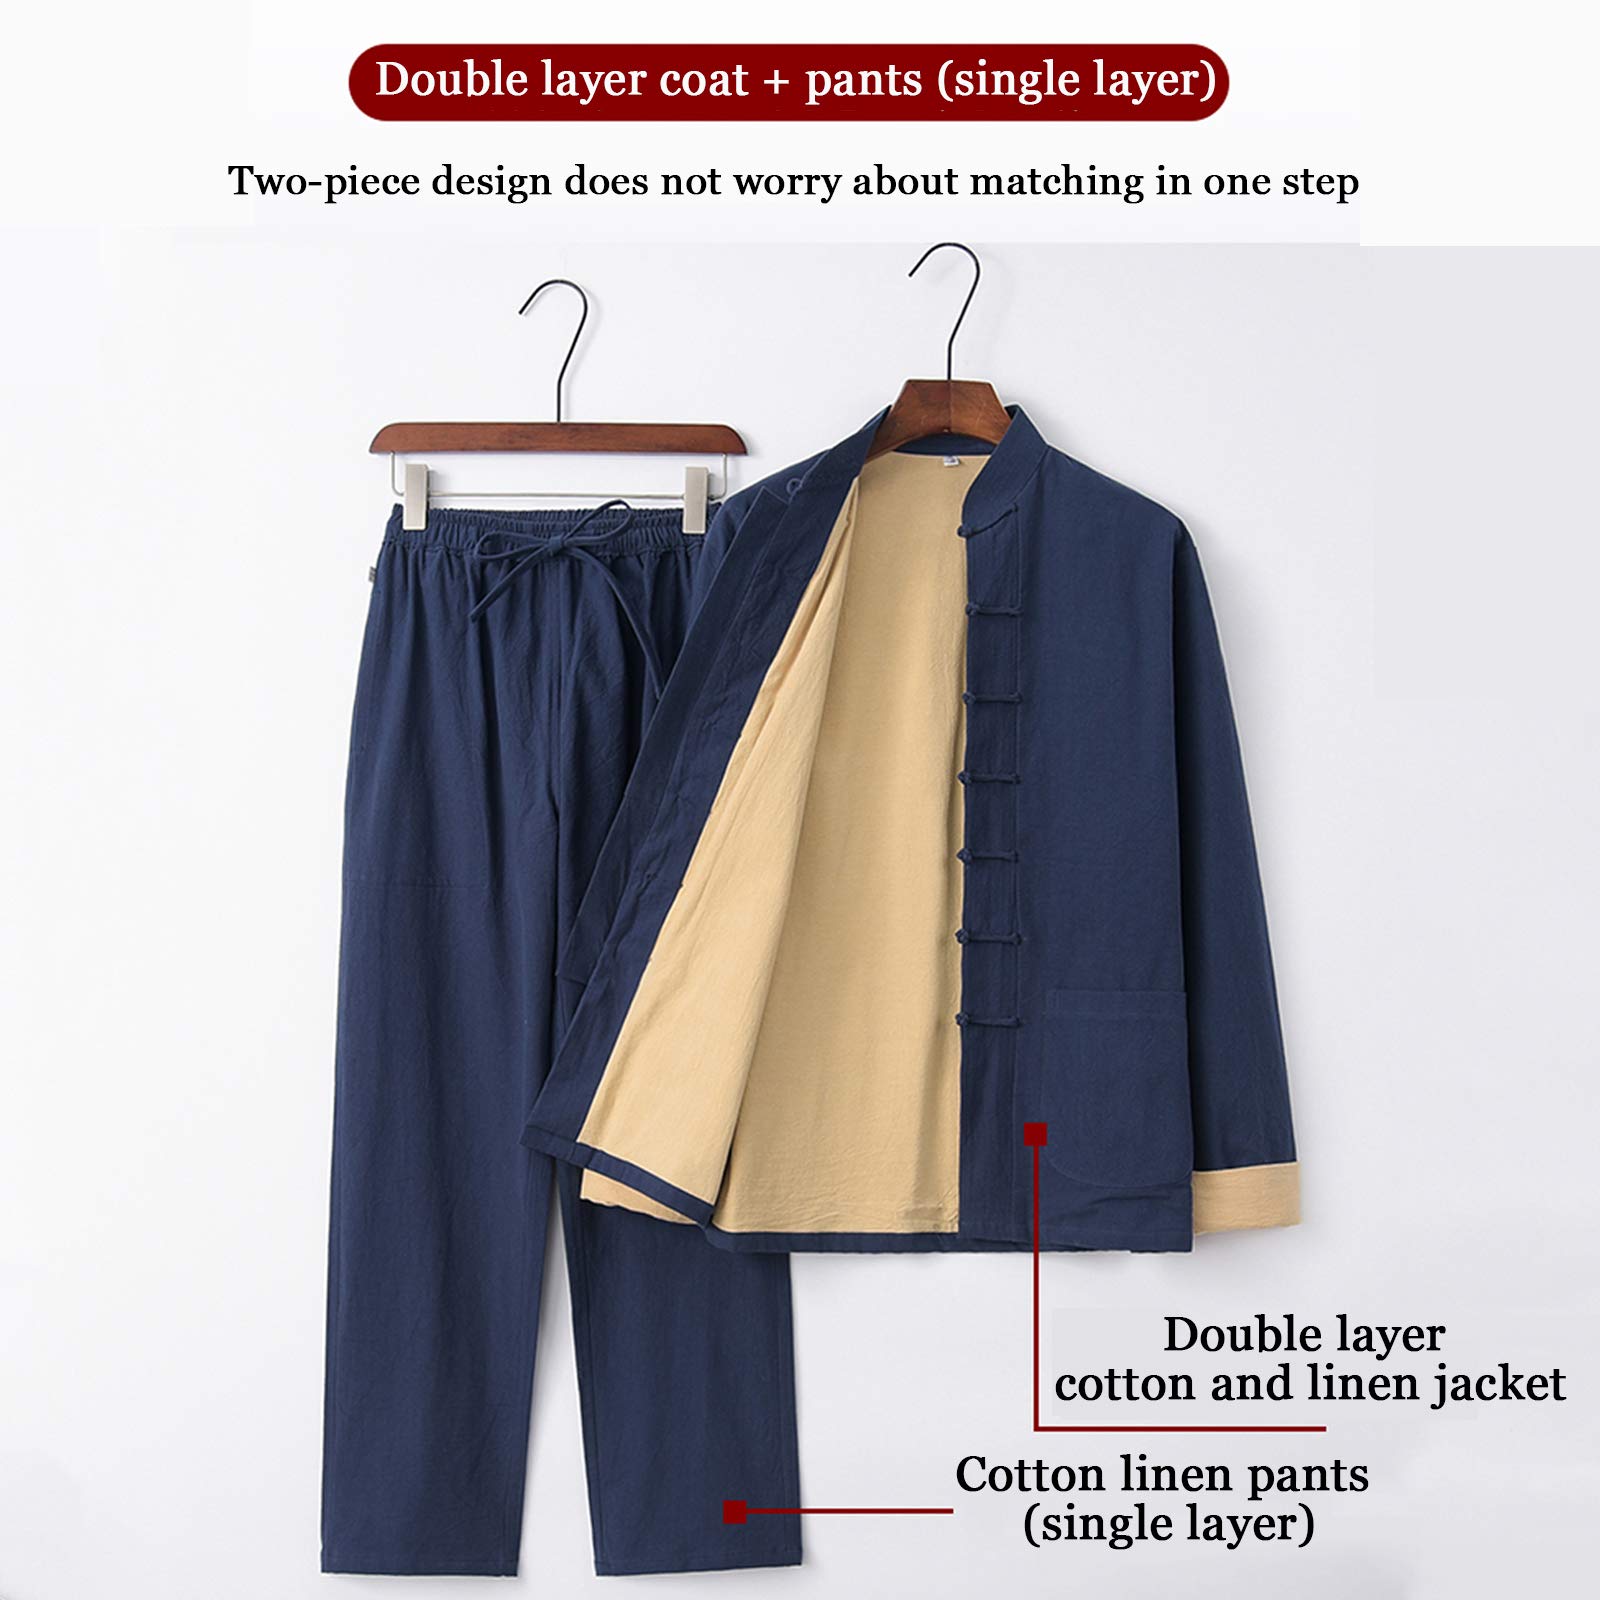 Double layer coat + pants (single layer)
Two-piece design does not worry about matching in one step
Double layer
cotton and linen jacket
Cotton linen pants
(single layer)